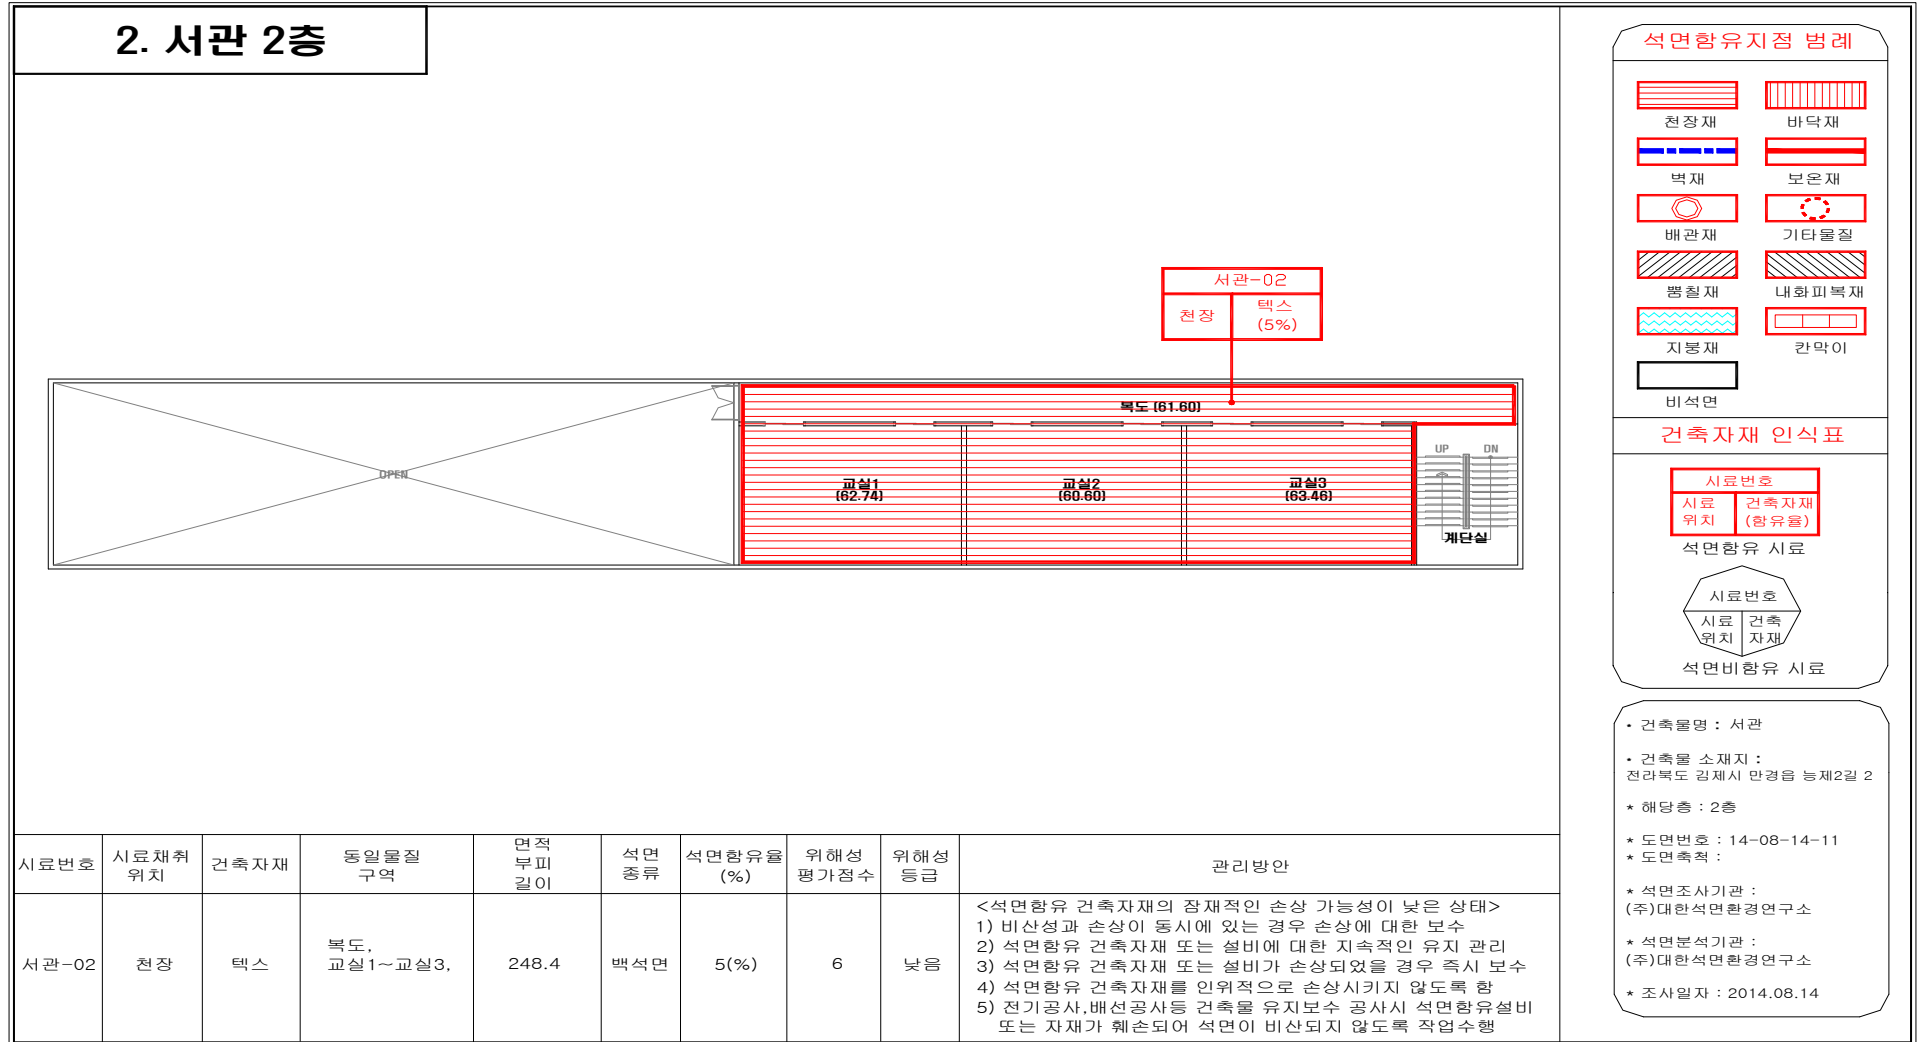 2. 서관 2층
서관-02
천장
텍스
(5%)
복도 (61.60)
OPEN
교실1
(62.74)
교실2
(60.60)
교실3
(63.46)
UP
DN
계단실
석면함유지점 범례
천장재
바닥재
벽재
보온재
배관재
기타물질
뿜칠재
내화피복재
지붕재
칸막이
비석면
건축자재 인식표
시료번호
시료
위치
건축자재
(함유율)
석면함유 시료
시료번호
시료
위치
건축
자재
석면비함유 시료
• 건축물명 : 서관
• 건축물 소재지 :
전라북도 김제시 만경읍 능제2길 2
* 해당층 : 2층
* 도면번호 : 14-08-14-11
* 도면축척 :
* 석면조사기관 :
(주)대한석면환경연구소
* 석면분석기관 :
(주)대한석면환경연구소
* 조사일자 : 2014.08.14
시료번호
시료채취
위치
건축자재
동일물질
구역
면적
부피
길이
석면
종류
석면함유율
(%)
위해성
평가점수
위해성
등급
관리방안
서관-02
천장
텍스
복도,
교실1~교실3,
248.4
백석면
5(%)
6
낮음
<석면함유 건축자재의 잠재적인 손상 가능성이 낮은 상태>
1) 비산성과 손상이 동시에 있는 경우 손상에 대한 보수
2) 석면함유 건축자재 또는 설비에 대한 지속적인 유지 관리
3) 석면함유 건축자재 또는 설비가 손상되었을 경우 즉시 보수
4) 석면함유 건축자재를 인위적으로 손상시키지 않도록 함
5) 전기공사,배선공사등 건축물 유지보수 공사시 석면함유설비
또는 자재가 훼손되어 석면이 비산되지 않도록 작업수행